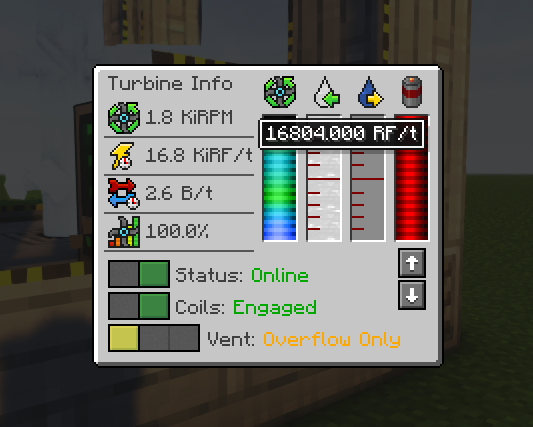 Turbine Info
1.8 KiRPM
16804.000 RF/t
16.8 KiRF/t
2.6 B/t
100.0%
Status: Online
Coils: Engaged
Vent: Overflow Only